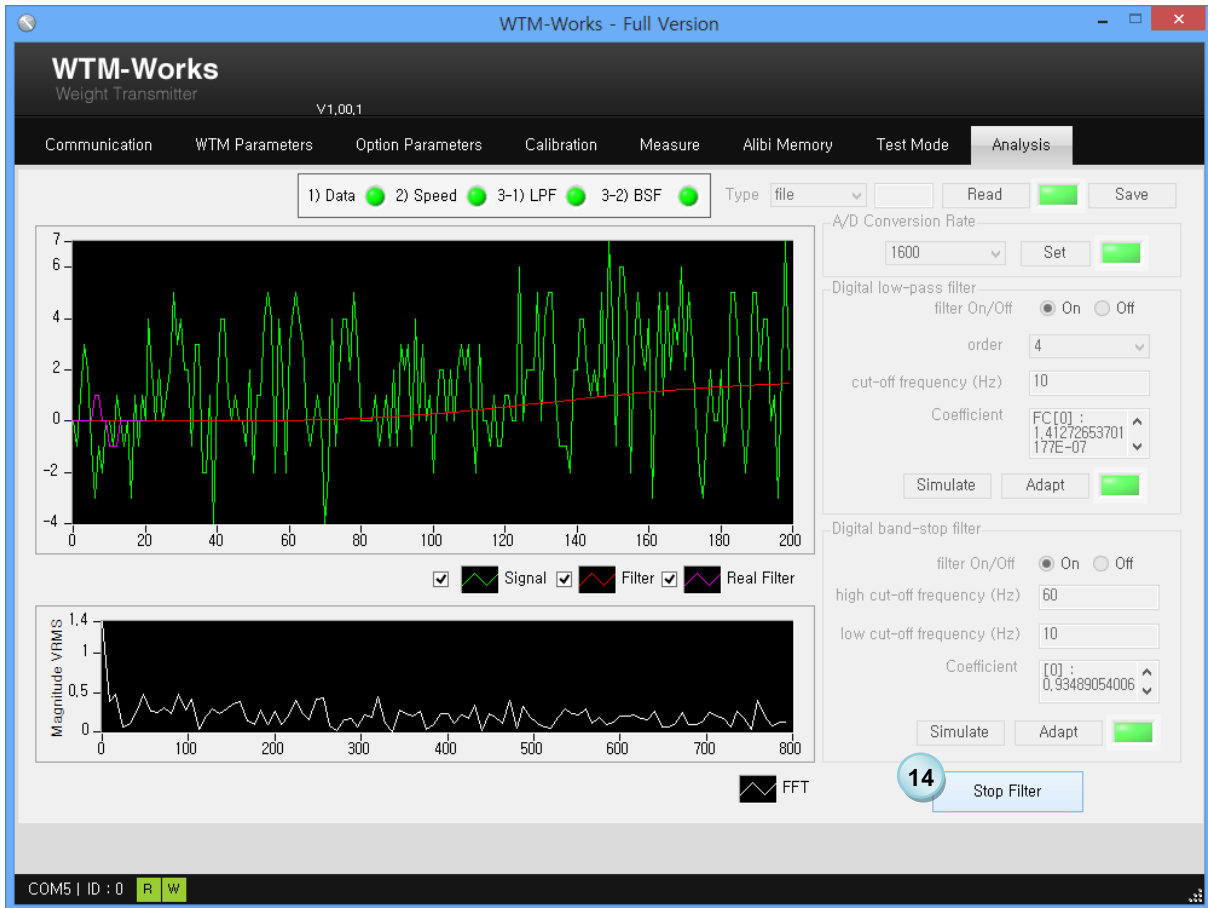 WTM-Works - Full Version
WTM-Works
Weight Transmitter
V1,00,1
Communication WTM Parameters Option Parameters Calibration Measure Alibi Memory Test Mode Analysis
1) Data 2) Speed 3-1) LPF 3-2) BSF Type file Read Save
A/D Conversion Rate
1600 Set
Digital low-pass filter
filter On/Off On Off
order 4
cut-off frequency (Hz) 10
Coefficient FC[0] :
1,41272653701
177E-07
Simulate Adapt
7
6
4
2
0
-2
-4
0 20 40 60 80 100 120 140 160 180 200
Signal Filter Real Filter
Digital band-stop filter
filter On/Off On Off
high cut-off frequency (Hz) 60
low cut-off frequency (Hz) 10
Coefficient [0] :
0,93489054006
Simulate Adapt
Magnitude VRMS
1,4
1
0,5
0
0 100 200 300 400 500 600 700 800
FFT
14 Stop Filter
COM5 | ID : 0 R W